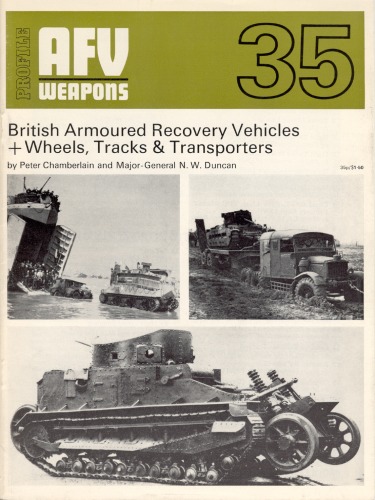 PROFILE
AFV
WEAPONS
35
British Armoured Recovery Vehicles
+ Wheels, Tracks & Transporters
by Peter Chamberlain and Major-General N. W. Duncan